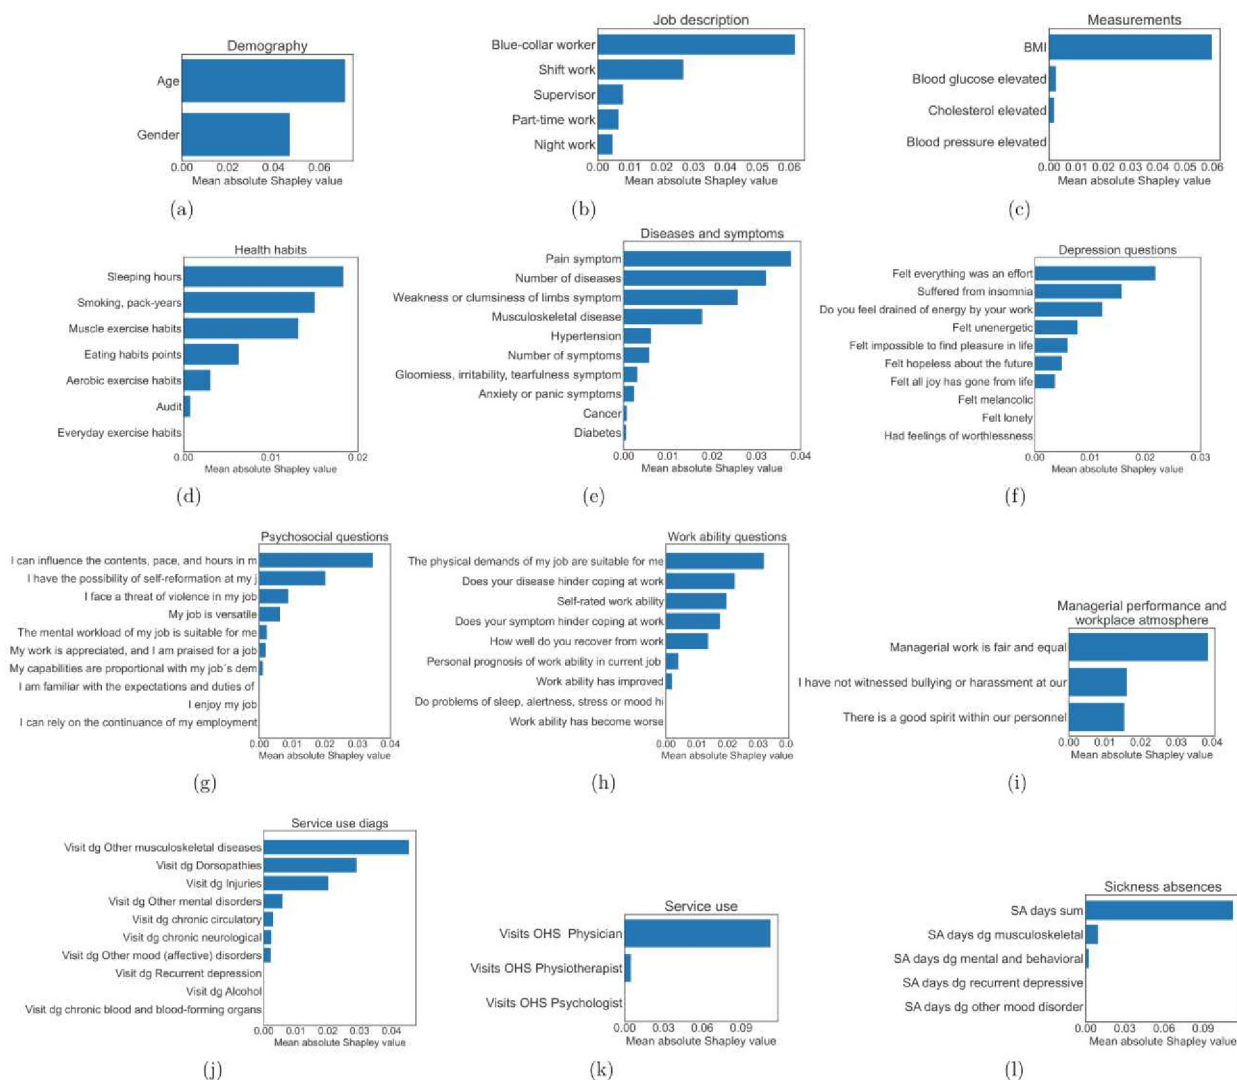 Demography
Age
Gender
0.00 0.02 0.04 0.06
Mean absolute Shapley value
(a)
Job description
Blue-collar worker
Shift work
Supervisor
Part-time work
Night work
0.00 0.01 0.02 0.03 0.04 0.05 0.06
Mean absolute Shapley value
(b)
Measurements
BMI
Blood glucose elevated
Cholesterol elevated
Blood pressure elevated
0.00 0.01 0.02 0.03 0.04 0.05 0.06
Mean absolute Shapley value
(c)
Health habits
Sleeping hours
Smoking, pack-years
Muscle exercise habits
Eating habits points
Aerobic exercise habits
Audit
Everyday exercise habits
0.00 0.01 0.02
Mean absolute Shapley value
(d)
Diseases and symptoms
Pain symptom
Number of diseases
Weakness or clumsiness of limbs symptom
Musculoskeletal disease
Hypertension
Number of symptoms
Gloominess, irritability, tearfulness symptom
Anxiety or panic symptoms
Cancer
Diabetes
0.00 0.01 0.02 0.03 0.04
Mean absolute Shapley value
(e)
Depression questions
Felt everything was an effort
Suffered from insomnia
Do you feel drained of energy by your work
Felt unenergetic
Felt impossible to find pleasure in life
Felt hopeless about the future
Felt all joy has gone from life
Felt melancolic
Felt lonely
Had feelings of worthlessness
0.00 0.01 0.02 0.03
Mean absolute Shapley value
(f)
Psychosocial questions
I can influence the contents, pace, and hours in m
I have the possibility of self-reformation at my j
I face a threat of violence in my job
My job is versatile
The mental workload of my job is suitable for me
My work is appreciated, and I am praised for a job
My capabilities are proportional with my job´s dem
I am familiar with the expectations and duties of
I enjoy my job
I can rely on the continuance of my employment
0.00 0.01 0.02 0.03 0.04
Mean absolute Shapley value
(g)
Work ability questions
The physical demands of my job are suitable for me
Does your disease hinder coping at work
Self-rated work ability
Does your symptom hinder coping at work
How well do you recover from work
Personal prognosis of work ability in current job
Work ability has improved
Do problems of sleep, alertness, stress or mood hi
Work ability has become worse
0.00 0.01 0.02 0.03 0.0
Mean absolute Shapley value
(h)
Managerial performance and
workplace atmosphere
Managerial work is fair and equal
I have not witnessed bullying or harassment at our
There is a good spirit within our personnel
0.00 0.01 0.02 0.03 0.04
Mean absolute Shapley value
(i)
Service use diags
Visit dg Other musculoskeletal diseases
Visit dg Dorsopathies
Visit dg Injuries
Visit dg Other mental disorders
Visit dg chronic circulatory
Visit dg chronic neurological
Visit dg Other mood (affective) disorders
Visit dg Recurrent depression
Visit dg Alcohol
Visit dg chronic blood and blood-forming organs
0.00 0.01 0.02 0.03 0.04
Mean absolute Shapley value
(j)
Service use
Visits OHS Physician
Visits OHS Physiotherapist
Visits OHS Psychologist
0.00 0.03 0.06 0.09
Mean absolute Shapley value
(k)
Sickness absences
SA days sum
SA days dg musculoskeletal
SA days dg mental and behavioral
SA days dg recurrent depressive
SA days dg other mood disorder
0.00 0.03 0.06 0.09
Mean absolute Shapley value
(l)